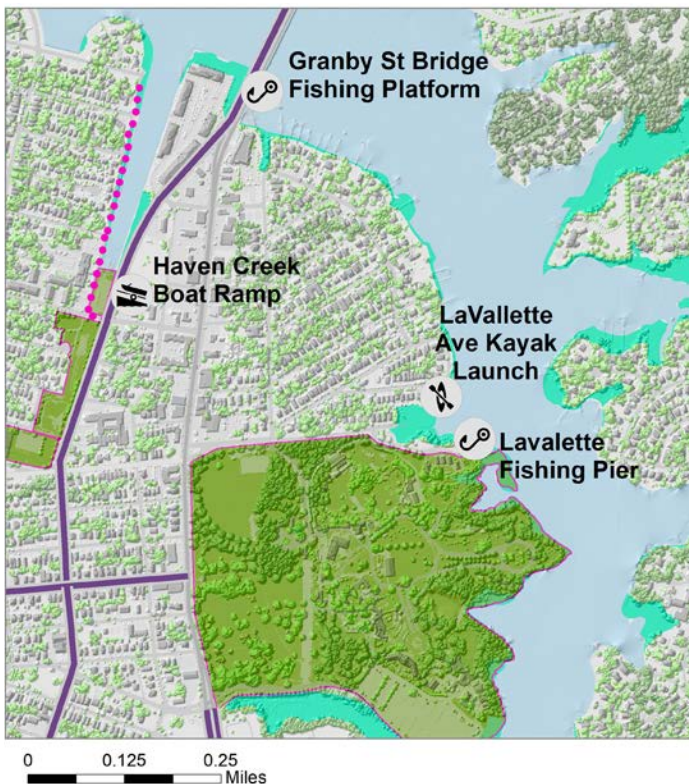 Granby St Bridge
Fishing Platform
Haven Creek
Boat Ramp
LaVallette
Ave Kayak
Launch
Lavalette
Fishing Pier
0 0.125 0.25
Miles